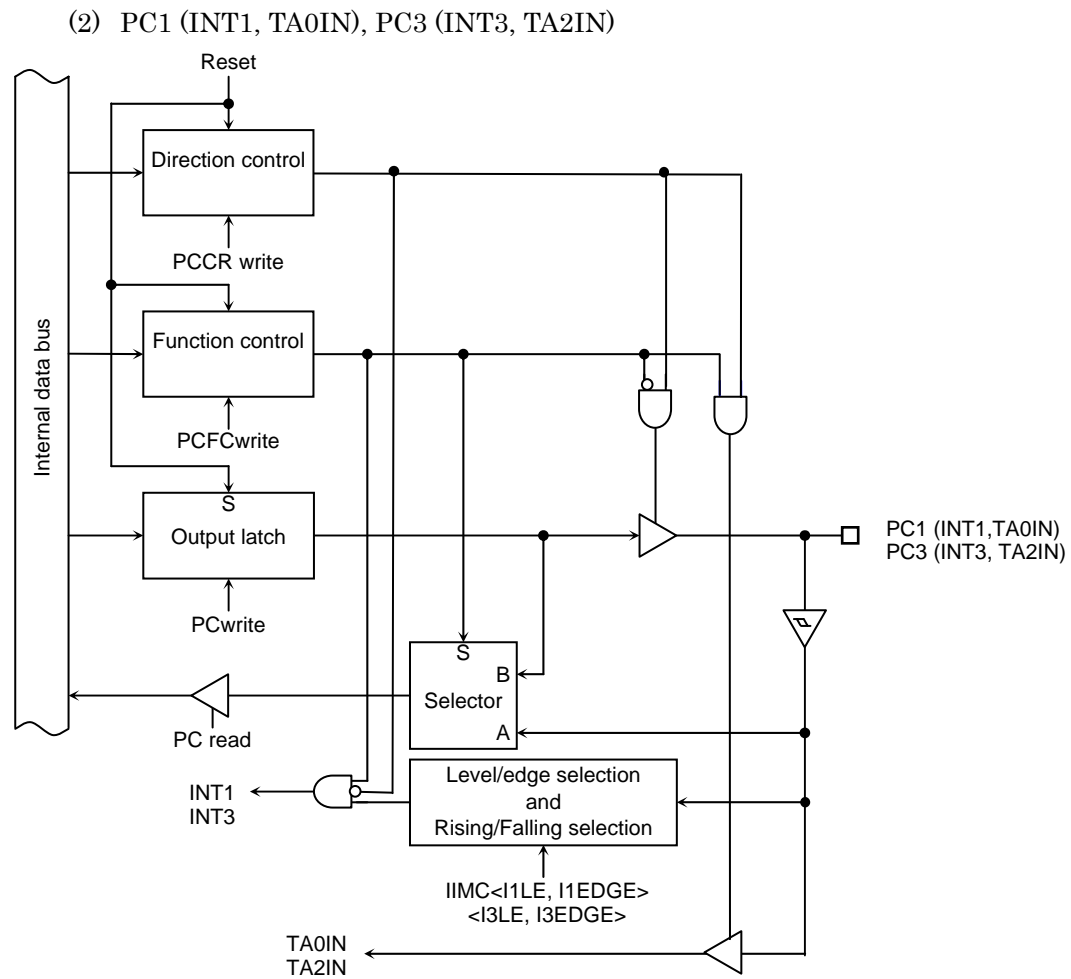 (2) PC1 (INT1, TA0IN), PC3 (INT3, TA2IN)
Reset
Direction control
PCCR write
Internal data bus
Function control
PCFCwrite
S
Output latch
PC1 (INT1,TA0IN)
PC3 (INT3, TA2IN)
PCwrite
S
B
Selector
A
PC read
Level/edge selection
and
Rising/Falling selection
INT1
INT3
IIMC<I1LE, I1EDGE>
<I3LE, I3EDGE>
TA0IN
TA2IN